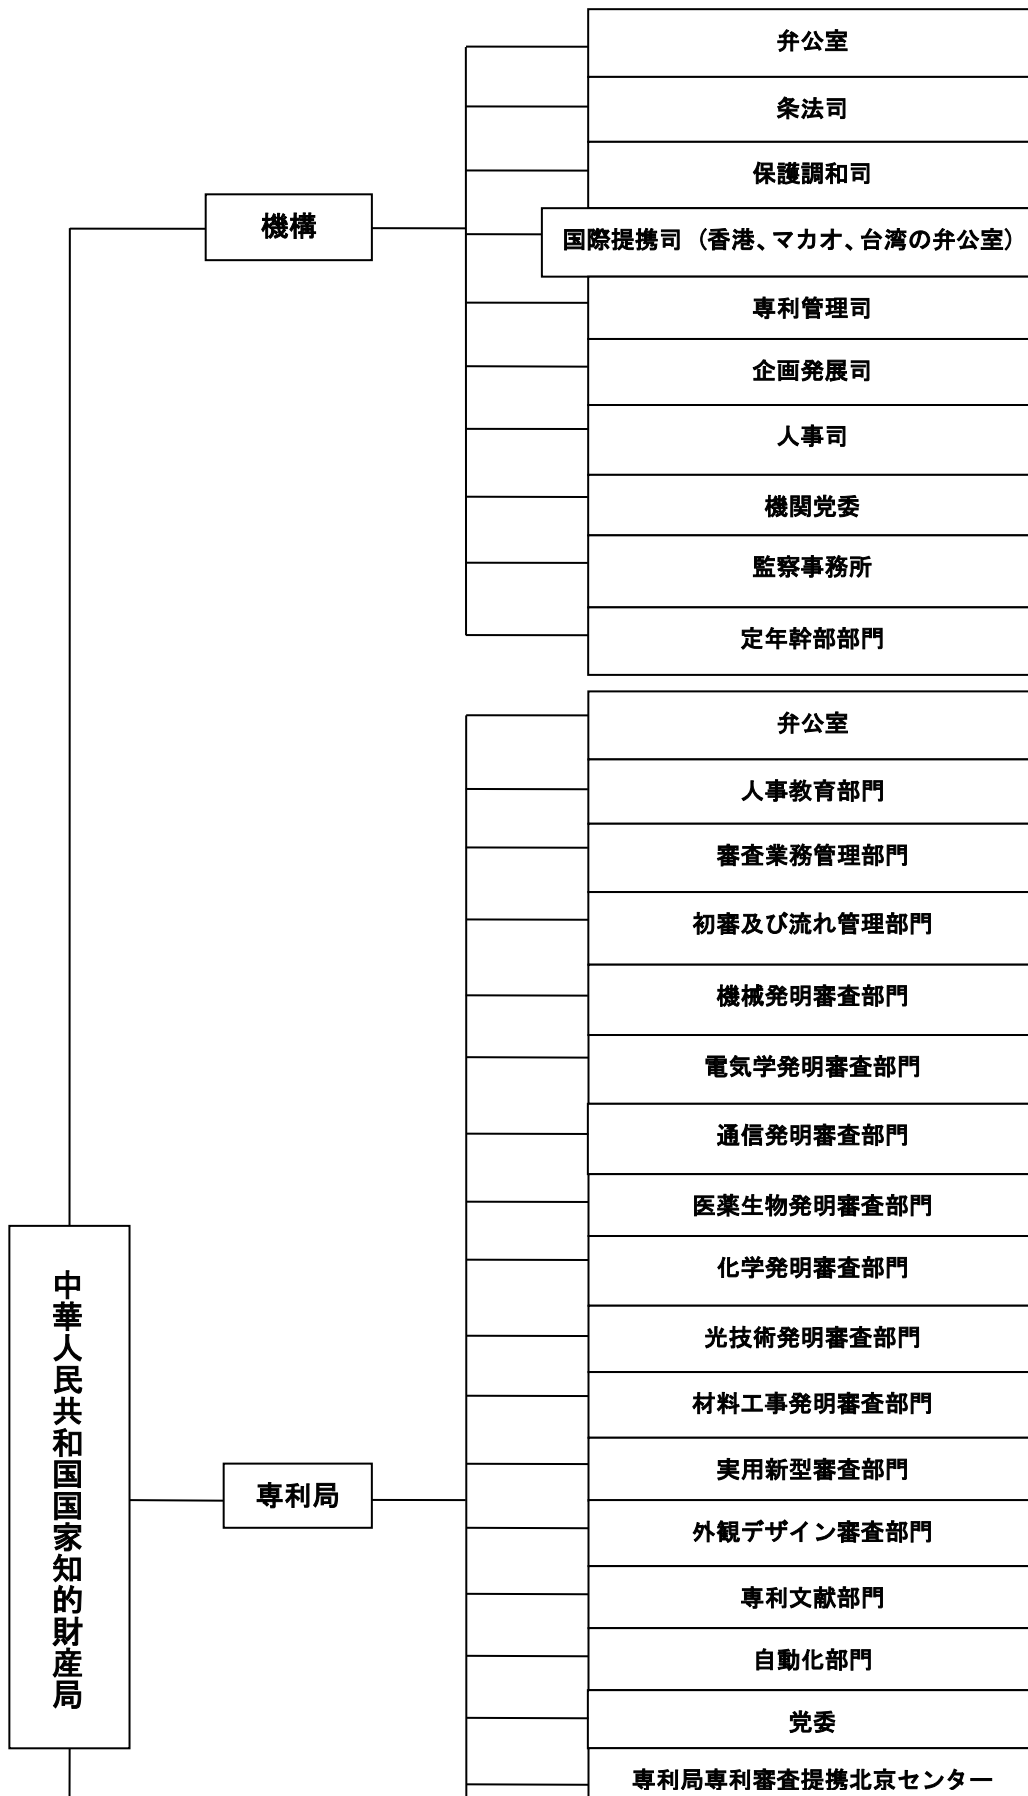 弁公室
条法司
保護調和司
機構
国際提携司（香港、マカオ、台湾の弁公室）
専利管理司
企画発展司
人事司
機関党委
監察事務所
定年幹部部門
弁公室
人事教育部門
審査業務管理部門
初審及び流れ管理部門
機械発明審査部門
電気学発明審査部門
通信発明審査部門
医薬生物発明審査部門
化学発明審査部門
光技術発明審査部門
材料工事発明審査部門
実用新型審査部門
中華人民共和国国家知的財産局
専利局
外観デザイン審査部門
専利文献部門
自動化部門
党委
専利局専利審査提携北京センター